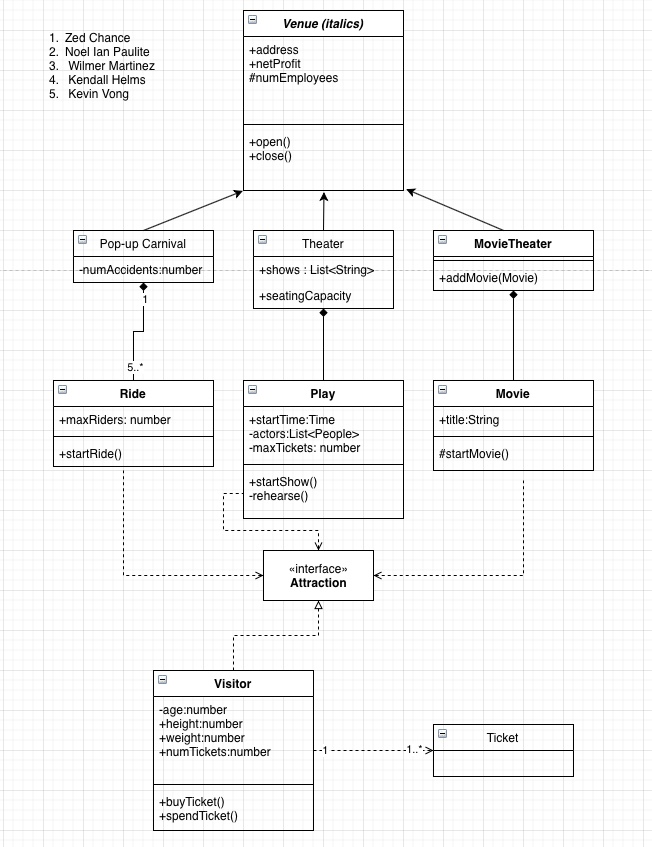 1. Zed Chance
2. Noel Ian Paulite
3. Wilmer Martinez
4. Kendall Helms
5. Kevin Vong
Venue (italics)
+address
+netProfit
#numEmployees
+open()
+close()
Pop-up Carnival
-numAccidents:number
Theater
+shows : List<String>
+seatingCapacity
MovieTheater
+addMovie(Movie)
1
5..*
Ride
+maxRiders: number
+startRide()
Play
+startTime:Time
-actors:List<People>
-maxTickets: number
+startShow()
-rehearse()
Movie
+title:String
#startMovie()
«interface»
Attraction
Visitor
-age:number
+height:number
+weight:number
+numTickets:number
+buyTicket()
+spendTicket()
1
1..*
Ticket